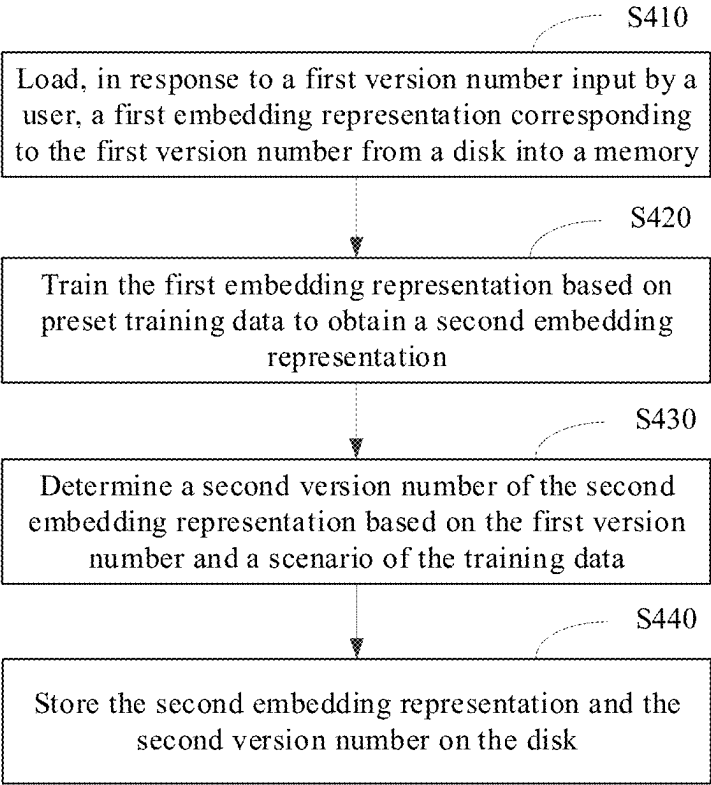 S410
Load, in response to a first version number input by a
user, a first embedding representation corresponding
to the first version number from a disk into a memory
S420
Train the first embedding representation based on
preset training data to obtain a second embedding
representation
S430
Determine a second version number of the second
embedding representation based on the first version
number and a scenario of the training data
S440
Store the second embedding representation and the
second version number on the disk